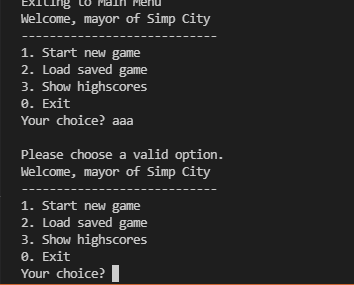 Exiting to Main Menu
Welcome, mayor of Simp City
----------------------------
1. Start new game
2. Load saved game
3. Show highscores
0. Exit
Your choice? aaa
Please choose a valid option.
Welcome, mayor of Simp City
----------------------------
1. Start new game
2. Load saved game
3. Show highscores
0. Exit
Your choice?